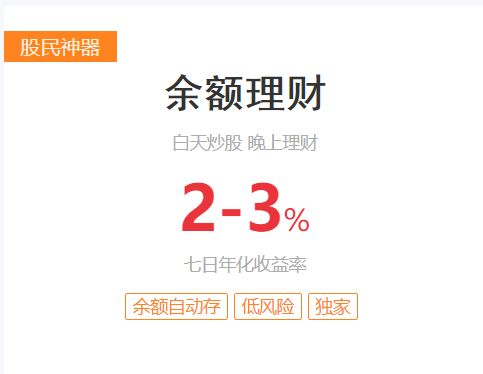 股民神器
余额理财
白天炒股 晚上理财
2-3%
七日年化收益率
余额自动存 低风险 独家